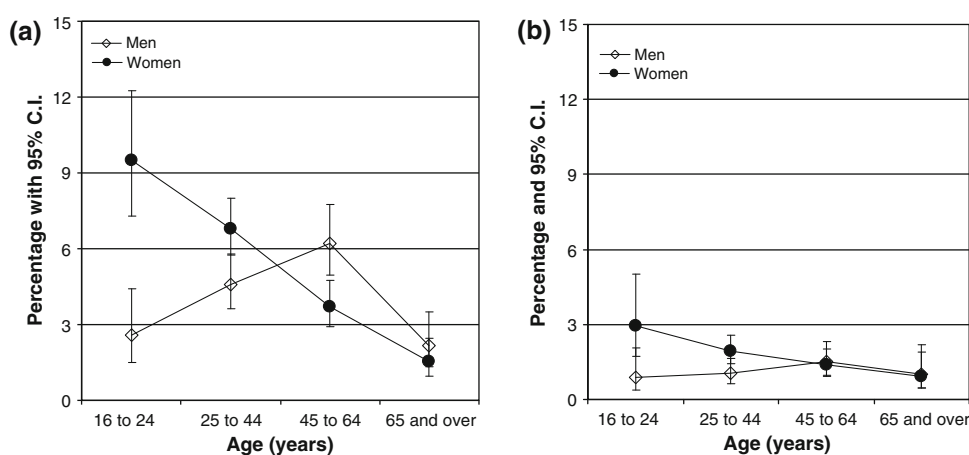 (a)
Men
Women
Percentage with 95% C.I.
15
12
9
6
3
0
16 to 24 25 to 44 45 to 64 65 and over
Age (years)
(b)
Men
Women
Percentage and 95% C.I.
15
12
9
6
3
0
16 to 24 25 to 44 45 to 64 65 and over
Age (years)